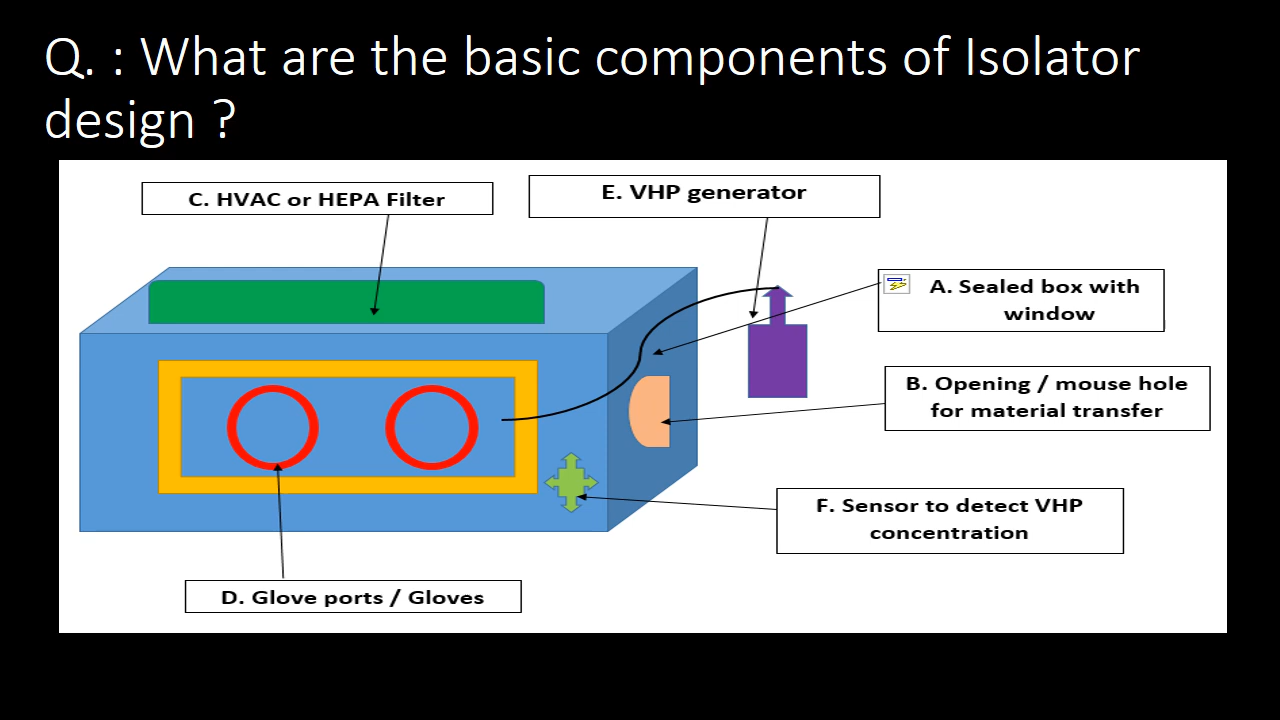 Q. : What are the basic components of Isolator
design ?
C. HVAC or HEPA Filter
E. VHP generator
A. Sealed box with
window
B. Opening / mouse hole
for material transfer
F. Sensor to detect VHP
concentration
D. Glove ports / Gloves